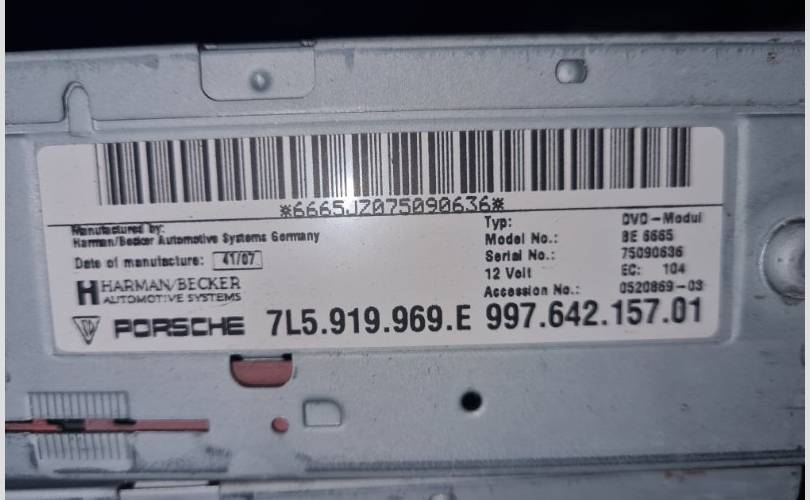 *6665JZ075090636*
Manufactured by:
Harman/Becker Automotive Systems Germany
Date of manufacture: 41/07
HARMAN/BECKER
AUTOMOTIVE SYSTEMS
Typ: DVD-Modul
Model No.: BE 6665
Serial No.: 75090636
12 Volt EC: 104
Accession No.: 0520869-03
PORSCHE 7L5.919.969.E 997.642.157.01